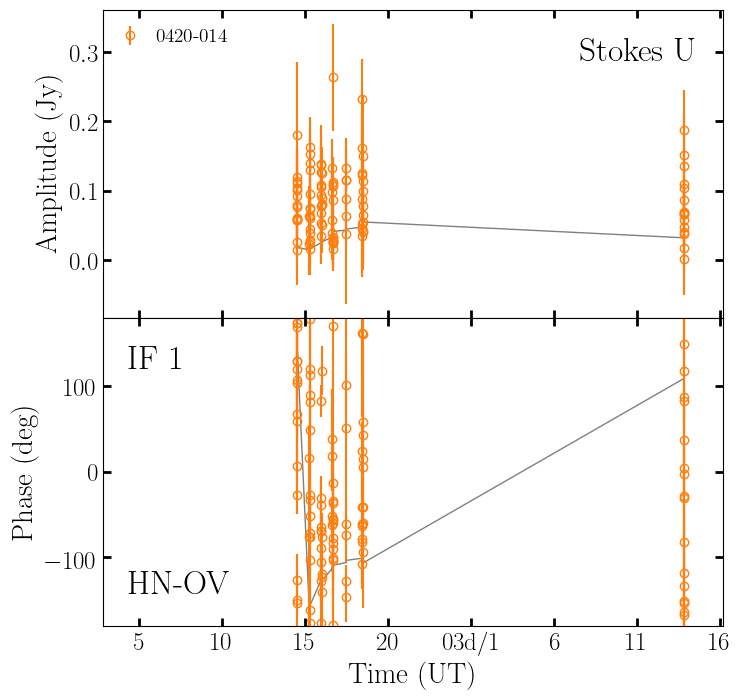 0420-014
Stokes U
0.3
0.2
0.1
0.0
Amplitude (Jy)
IF 1
100
0
−100
Phase (deg)
HN-OV
5 10 15 20 03d/1 6 11 16
Time (UT)